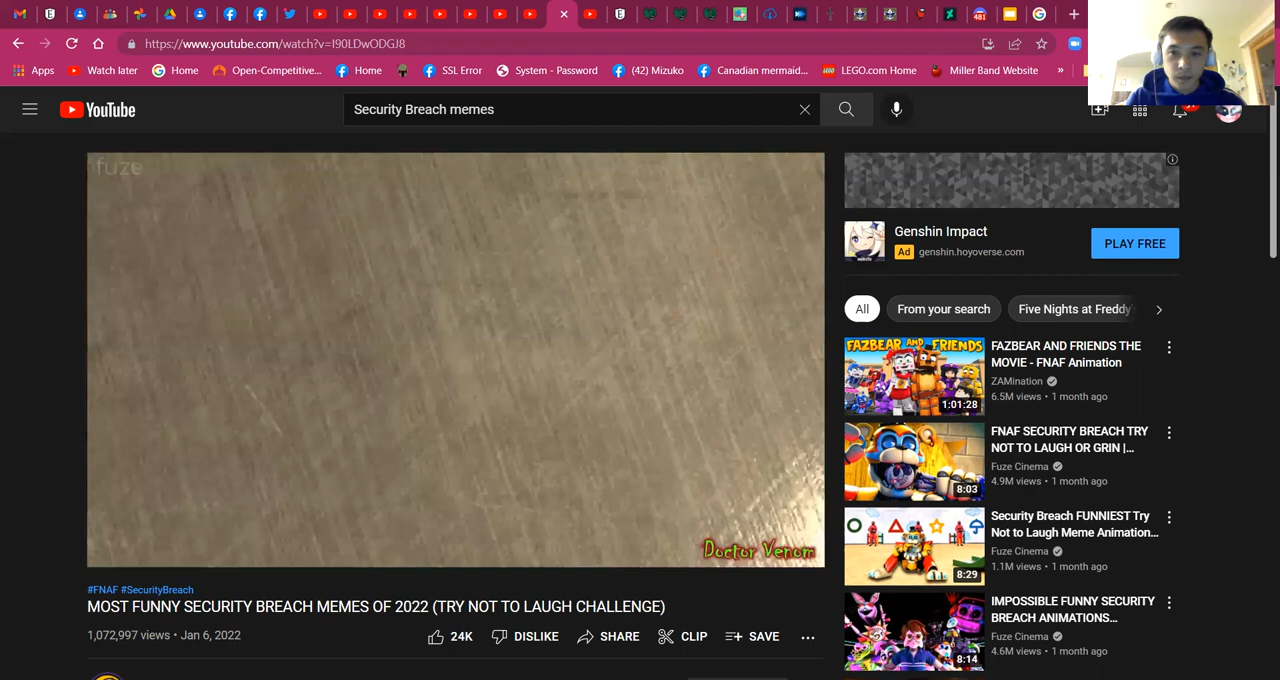 481
https://www.youtube.com/watch?v=I90LDwODGJ8
Apps
Watch later
Home
Open-Competitive...
Home
SSL Error
System - Password
(42) Mizuko
Canadian mermaid...
LEGO.com Home
Miller Band Website
»
YouTube
Security Breach memes
fuze
Doctor Venom
Genshin Impact
Ad genshin.hoyoverse.com
PLAY FREE
All
From your search
Five Nights at Freddy
FAZBEAR AND FRIENDS
1:01:28
FAZBEAR AND FRIENDS THE
MOVIE - FNAF Animation
ZAMination
6.5M views • 1 month ago
8:03
FNAF SECURITY BREACH TRY
NOT TO LAUGH OR GRIN |...
Fuze Cinema
4.9M views • 1 month ago
8:29
Security Breach FUNNIEST Try
Not to Laugh Meme Animation...
Fuze Cinema
1.1M views • 1 month ago
8:14
IMPOSSIBLE FUNNY SECURITY
BREACH ANIMATIONS...
Fuze Cinema
4.6M views • 1 month ago
#FNAF #SecurityBreach
MOST FUNNY SECURITY BREACH MEMES OF 2022 (TRY NOT TO LAUGH CHALLENGE)
1,072,997 views • Jan 6, 2022
24K
DISLIKE
SHARE
CLIP
SAVE